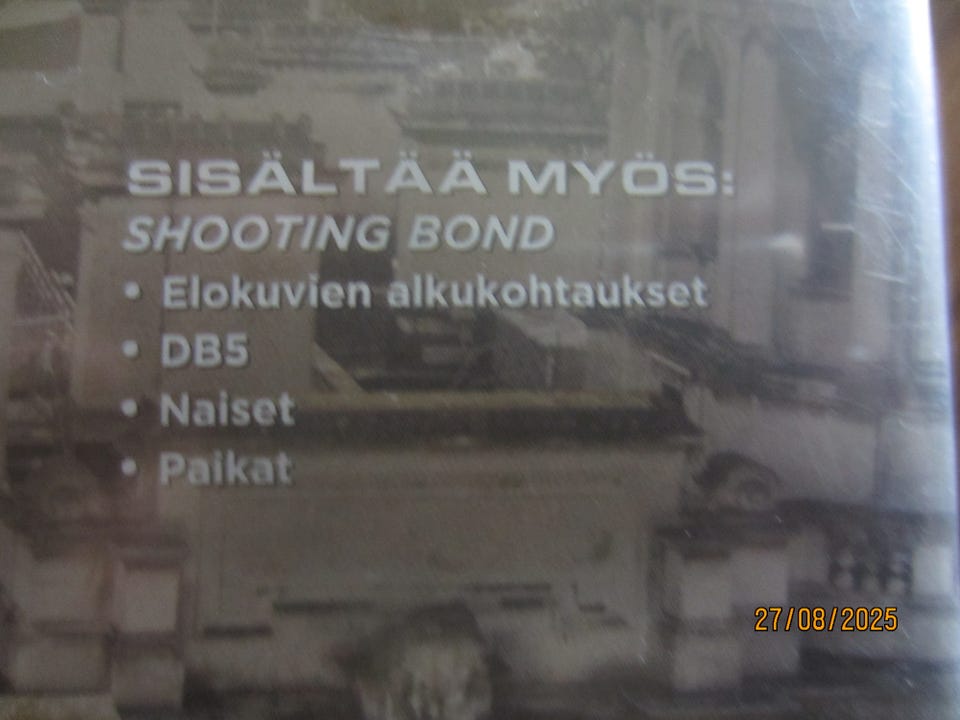 SISÄLTÄÄ MYÖS:
SHOOTING BOND
• Elokuvien alkukohtaukset
• DB5
• Naiset
• Paikat
27/08/2025